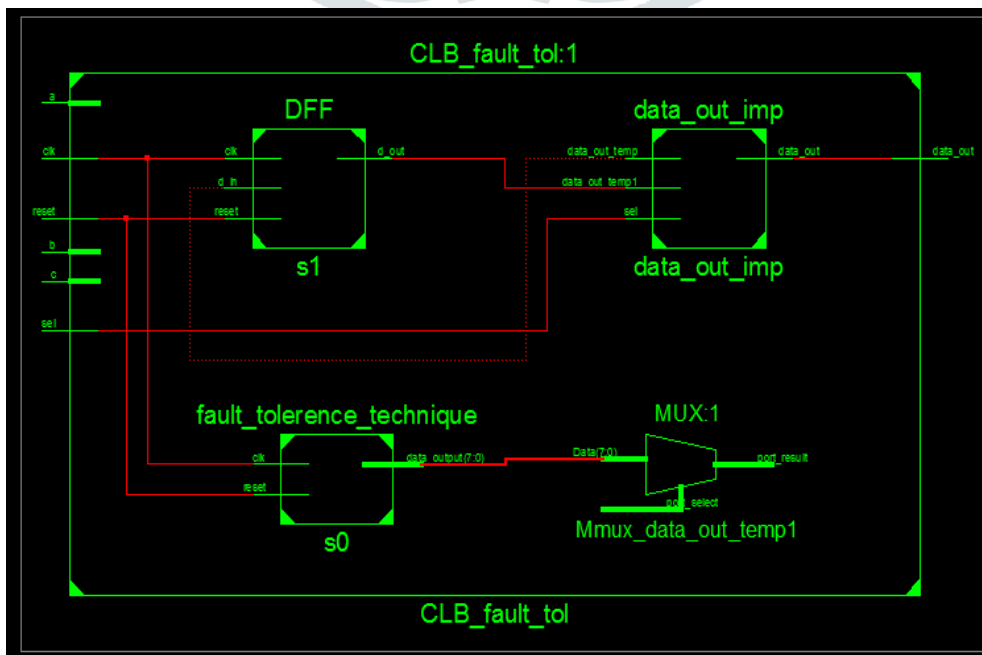 CLB_fault_tol:1
a
DFF
data_out_imp
clk
clk
d_out
data_out_temp
data_out
data_out
d_in
data_out_temp1
reset
reset
sel
b
s1
data_out_imp
c
sel
fault_tolerence_technique
MUX:1
clk
data_output(7:0)
Data(7:0)
port_result
reset
port_select
s0
Mmux_data_out_temp1
CLB_fault_tol